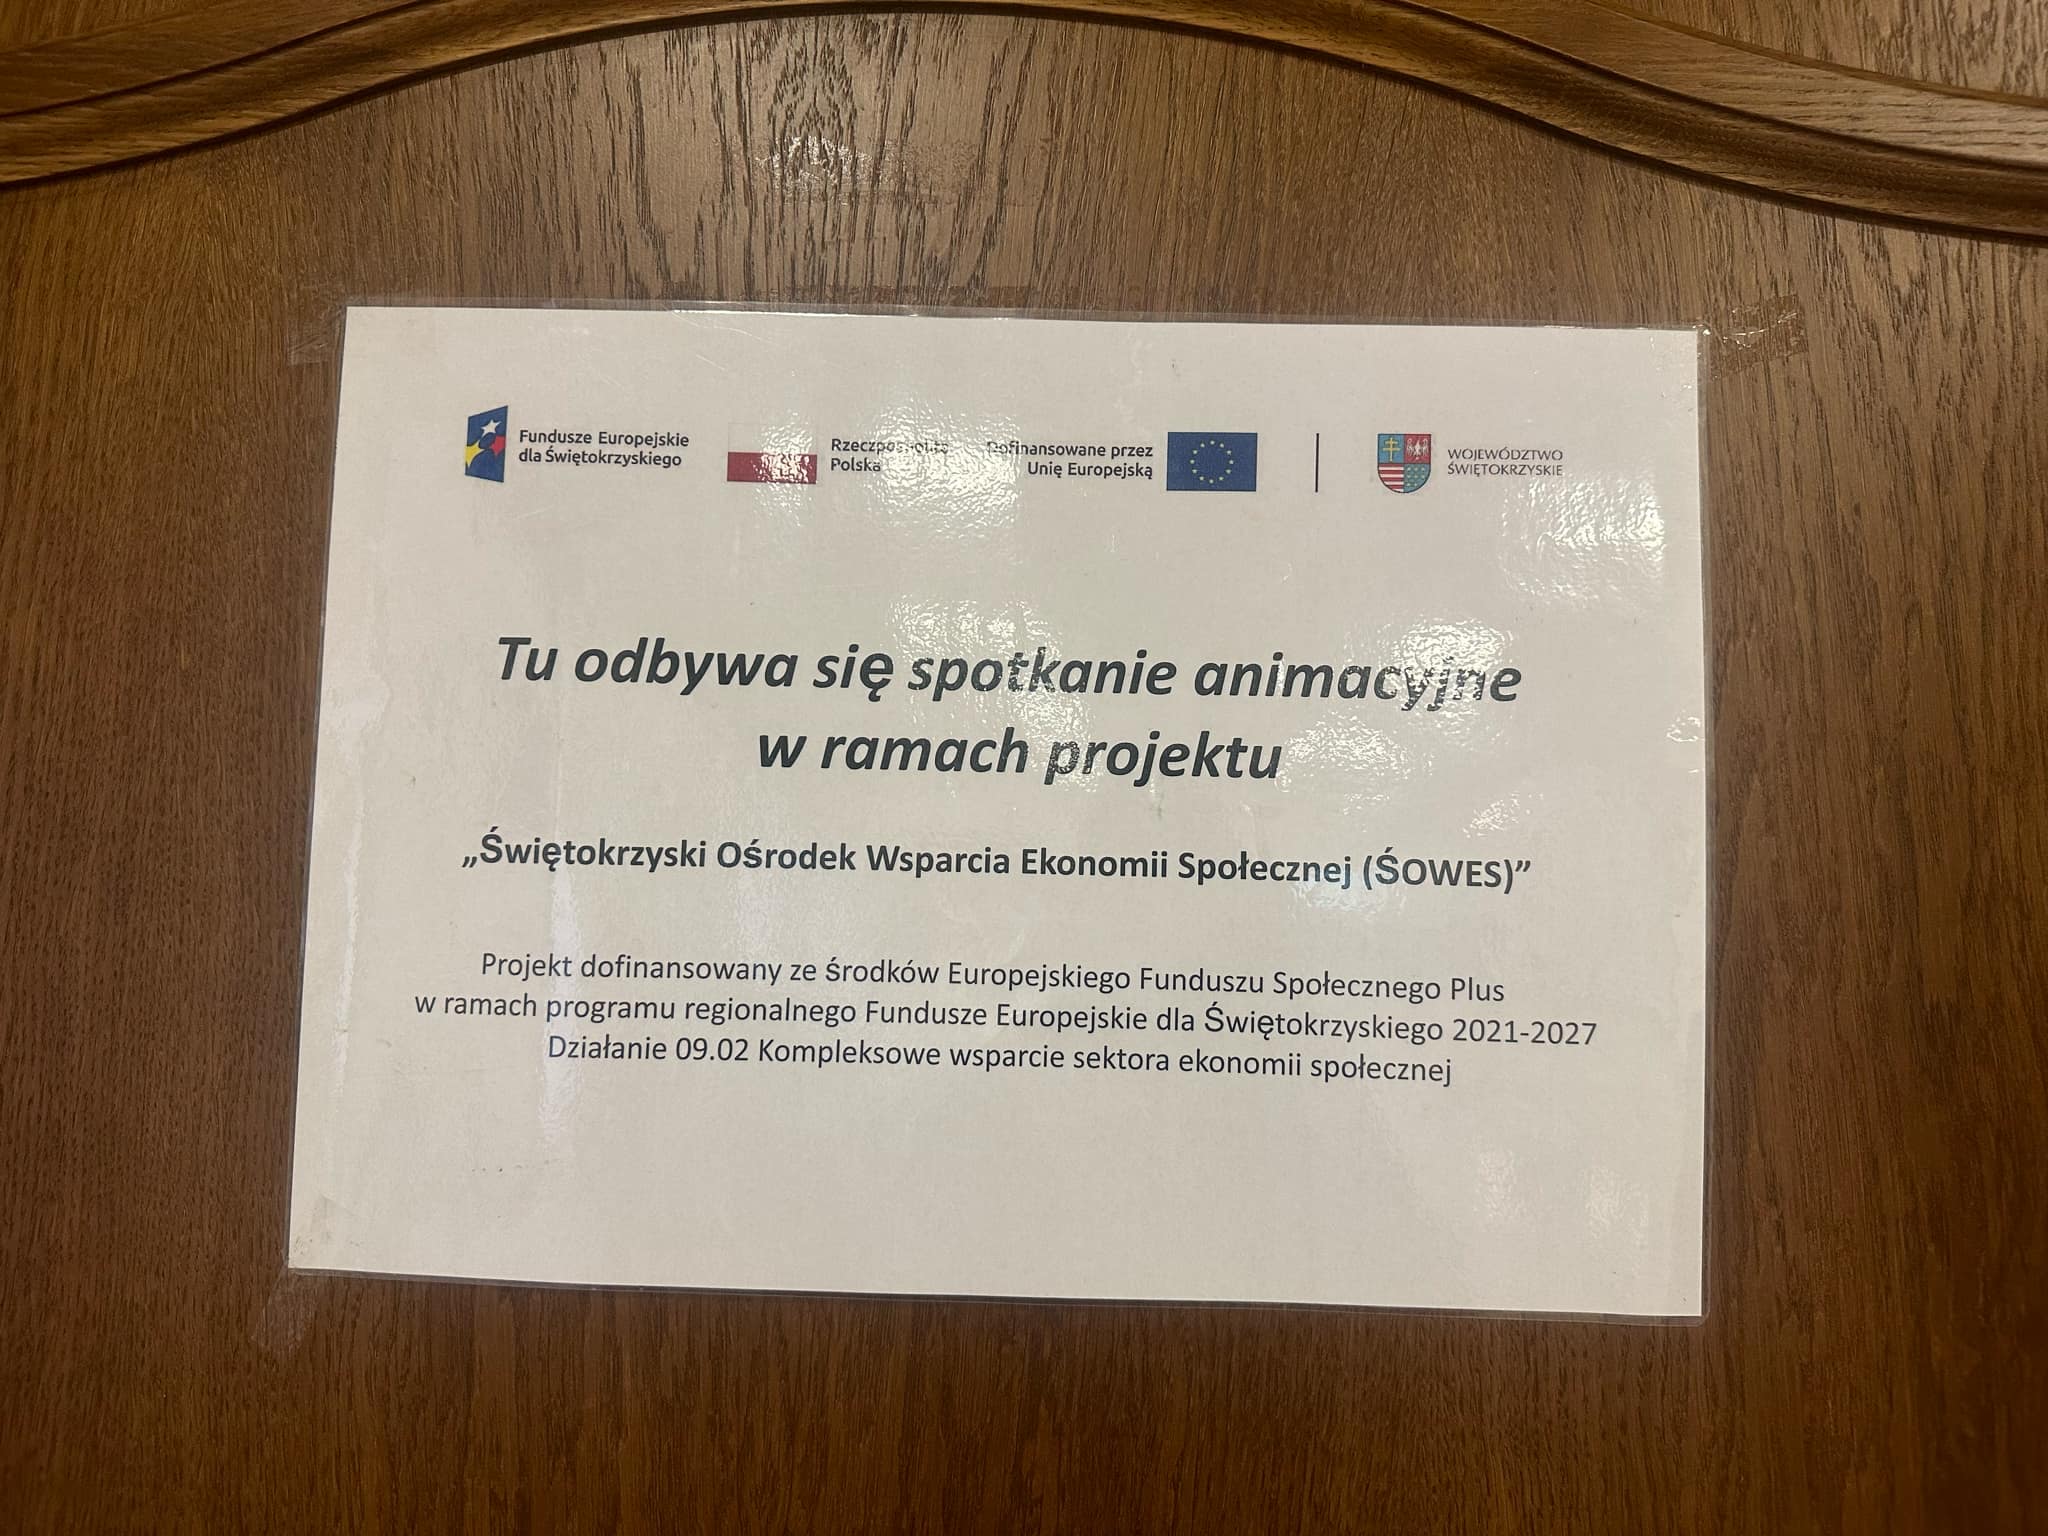 Fundusze Europejskie
dla Świętokrzyskiego
Rzeczpospolita
Polska
Dofinansowane przez
Unię Europejską
WOJEWÓDZTWO
ŚWIĘTOKRZYSKIE
Tu odbywa się spotkanie animacyjne
w ramach projektu
„Świętokrzyski Ośrodek Wsparcia Ekonomii Społecznej (ŚOWES)”
Projekt dofinansowany ze środków Europejskiego Funduszu Społecznego Plus
w ramach programu regionalnego Fundusze Europejskie dla Świętokrzyskiego 2021-2027
Działanie 09.02 Kompleksowe wsparcie sektora ekonomii społecznej